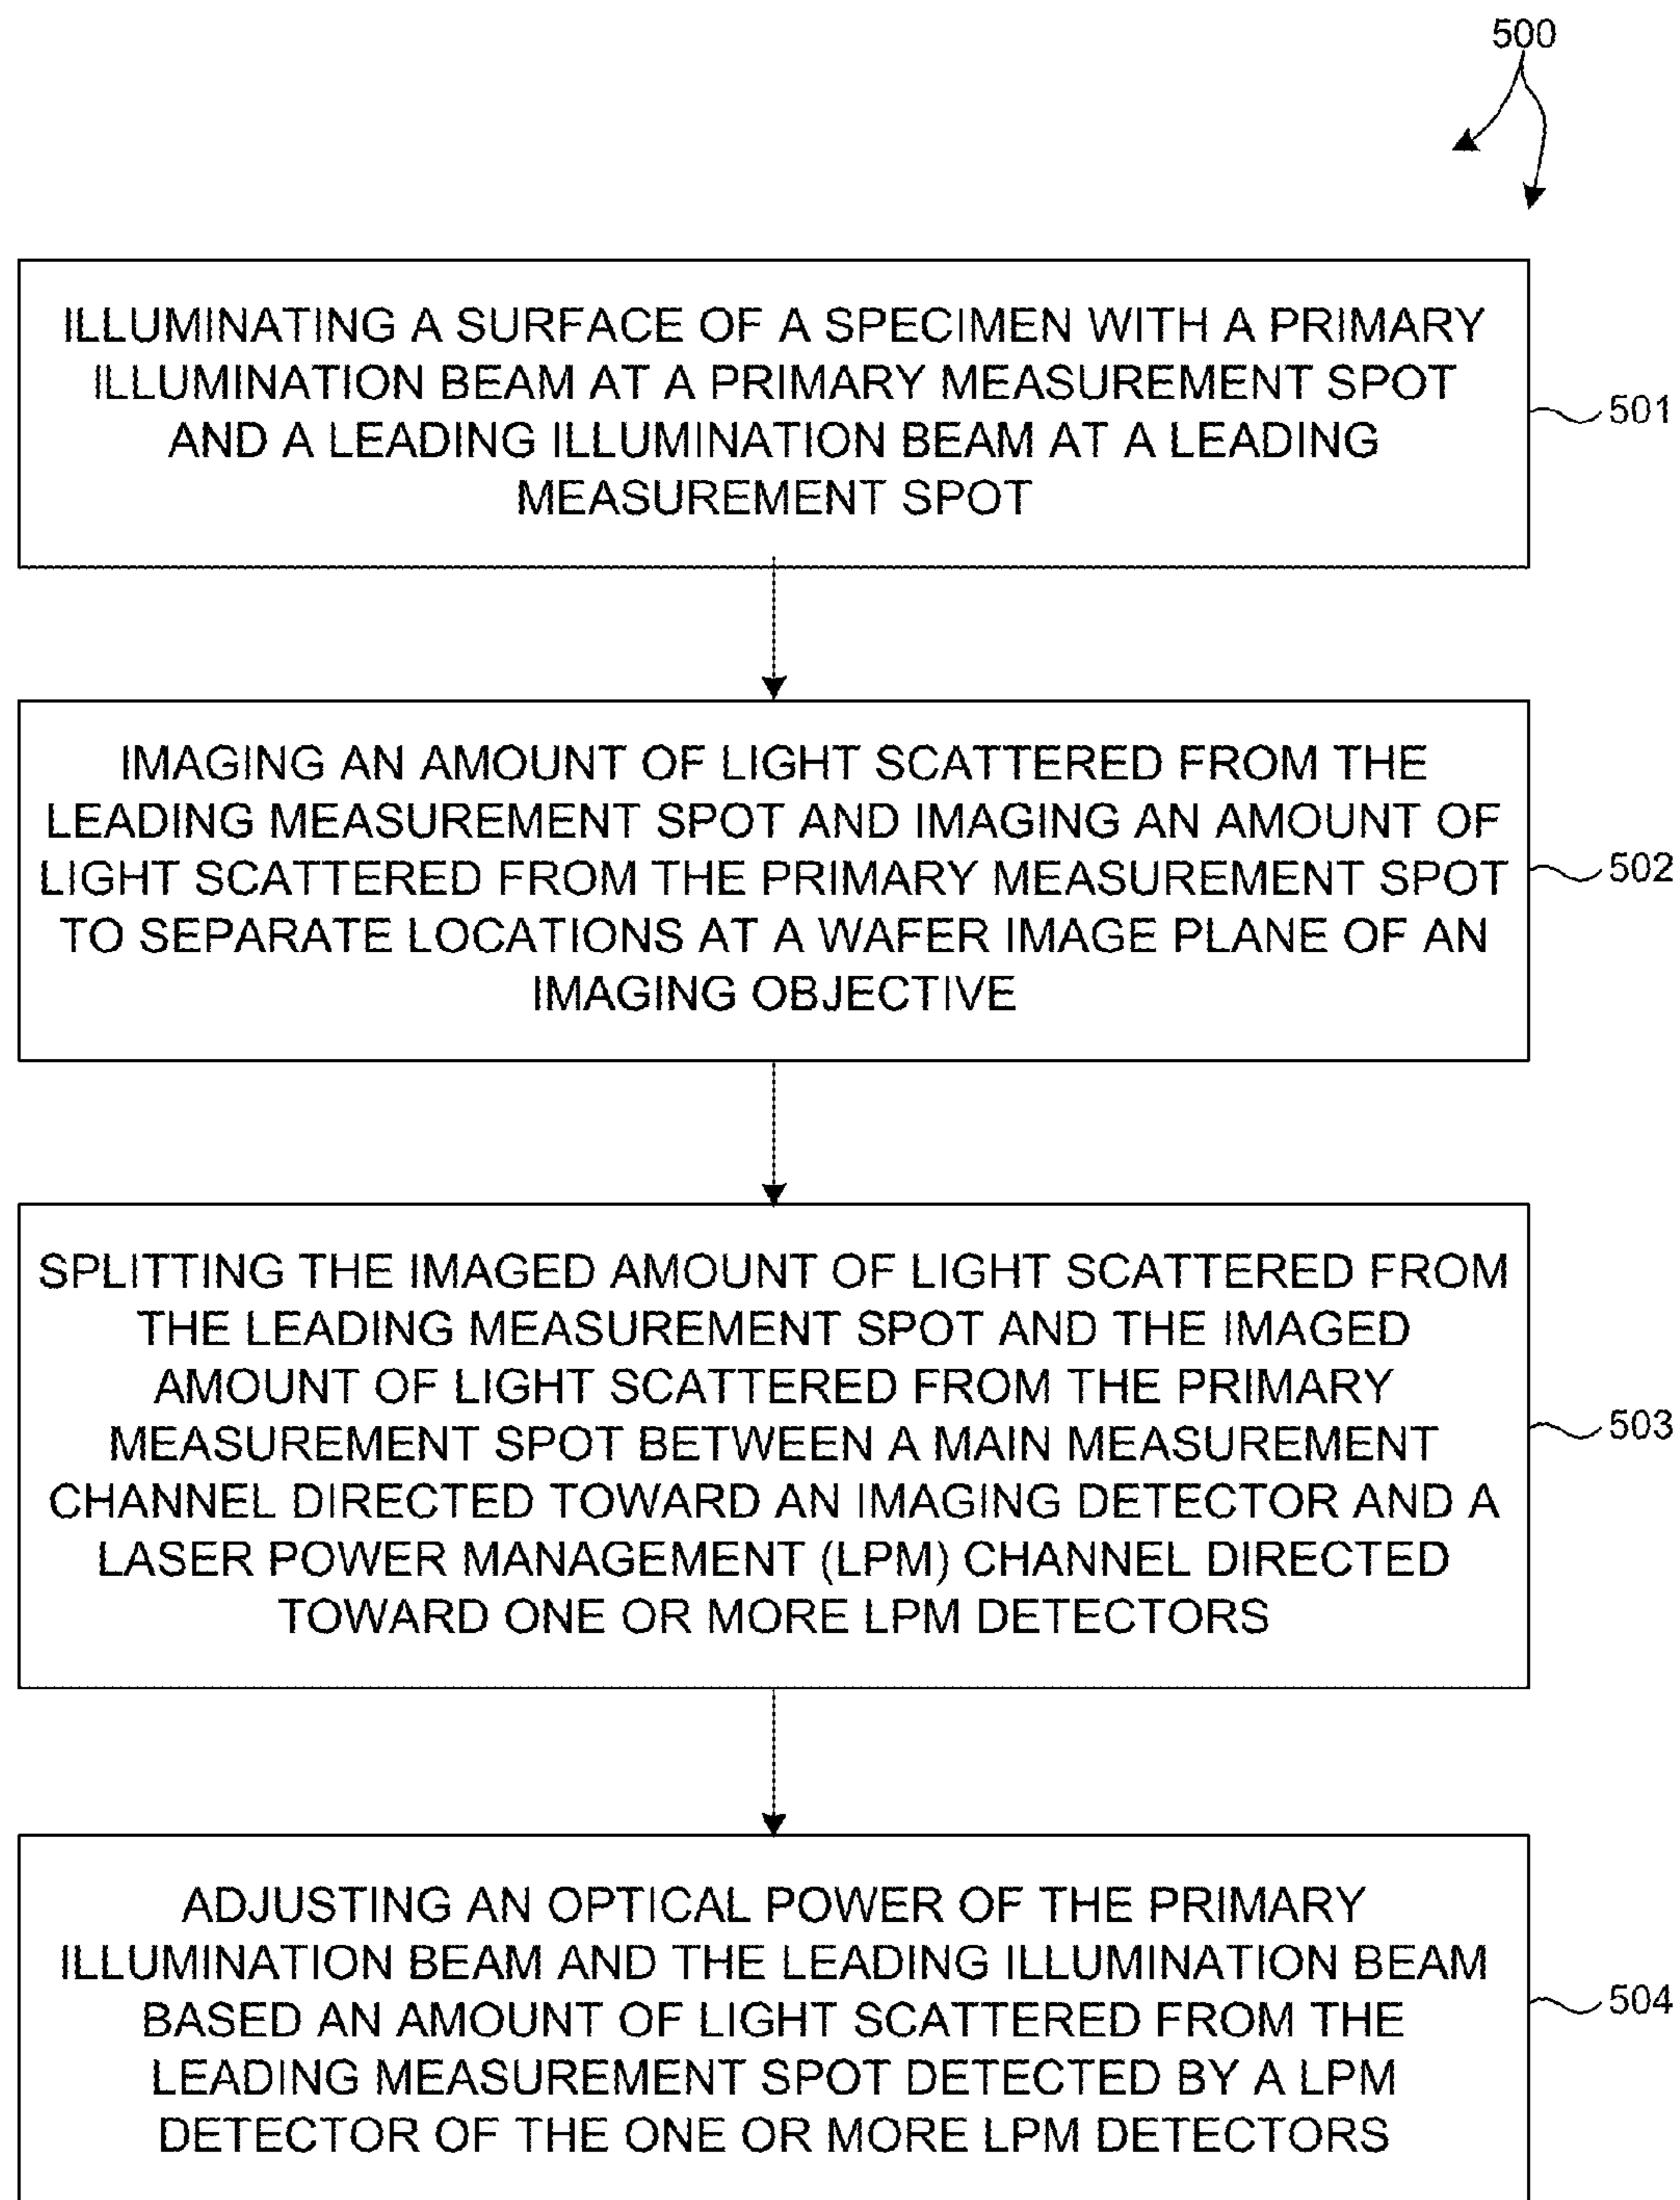 500
ILLUMINATING A SURFACE OF A SPECIMEN WITH A PRIMARY
ILLUMINATION BEAM AT A PRIMARY MEASUREMENT SPOT
AND A LEADING ILLUMINATION BEAM AT A LEADING
MEASUREMENT SPOT
501
IMAGING AN AMOUNT OF LIGHT SCATTERED FROM THE
LEADING MEASUREMENT SPOT AND IMAGING AN AMOUNT OF
LIGHT SCATTERED FROM THE PRIMARY MEASUREMENT SPOT
TO SEPARATE LOCATIONS AT A WAFER IMAGE PLANE OF AN
IMAGING OBJECTIVE
502
SPLITTING THE IMAGED AMOUNT OF LIGHT SCATTERED FROM
THE LEADING MEASUREMENT SPOT AND THE IMAGED
AMOUNT OF LIGHT SCATTERED FROM THE PRIMARY
MEASUREMENT SPOT BETWEEN A MAIN MEASUREMENT
CHANNEL DIRECTED TOWARD AN IMAGING DETECTOR AND A
LASER POWER MANAGEMENT (LPM) CHANNEL DIRECTED
TOWARD ONE OR MORE LPM DETECTORS
503
ADJUSTING AN OPTICAL POWER OF THE PRIMARY
ILLUMINATION BEAM AND THE LEADING ILLUMINATION BEAM
BASED AN AMOUNT OF LIGHT SCATTERED FROM THE
LEADING MEASUREMENT SPOT DETECTED BY A LPM
DETECTOR OF THE ONE OR MORE LPM DETECTORS
504